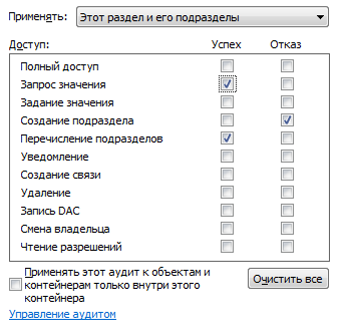 Применять: Этот раздел и его подразделы
Доступ: Успех Отказ
Полный доступ
Запрос значения
Задание значения
Создание подраздела
Перечисление подразделов
Уведомление
Создание связи
Удаление
Запись DAC
Смена владельца
Чтение разрешений
Применять этот аудит к объектам и
контейнерам только внутри этого
контейнера
Очистить все
Управление аудитом